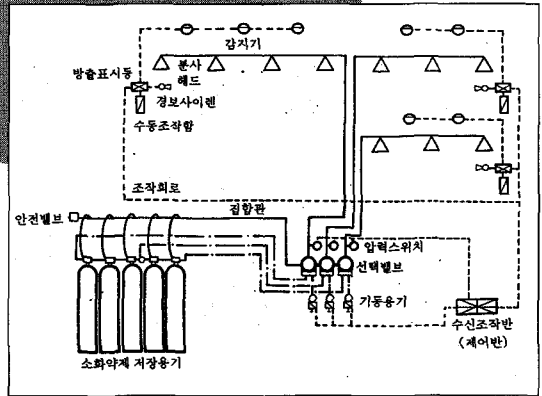 감지기
분사
헤드
방출표시등
경보사이렌
수동조작함
조작회로
집합관
안전밸브
압력스위치
선택밸브
기동용기
수신조작반
(제어반)
소화약제 저장용기